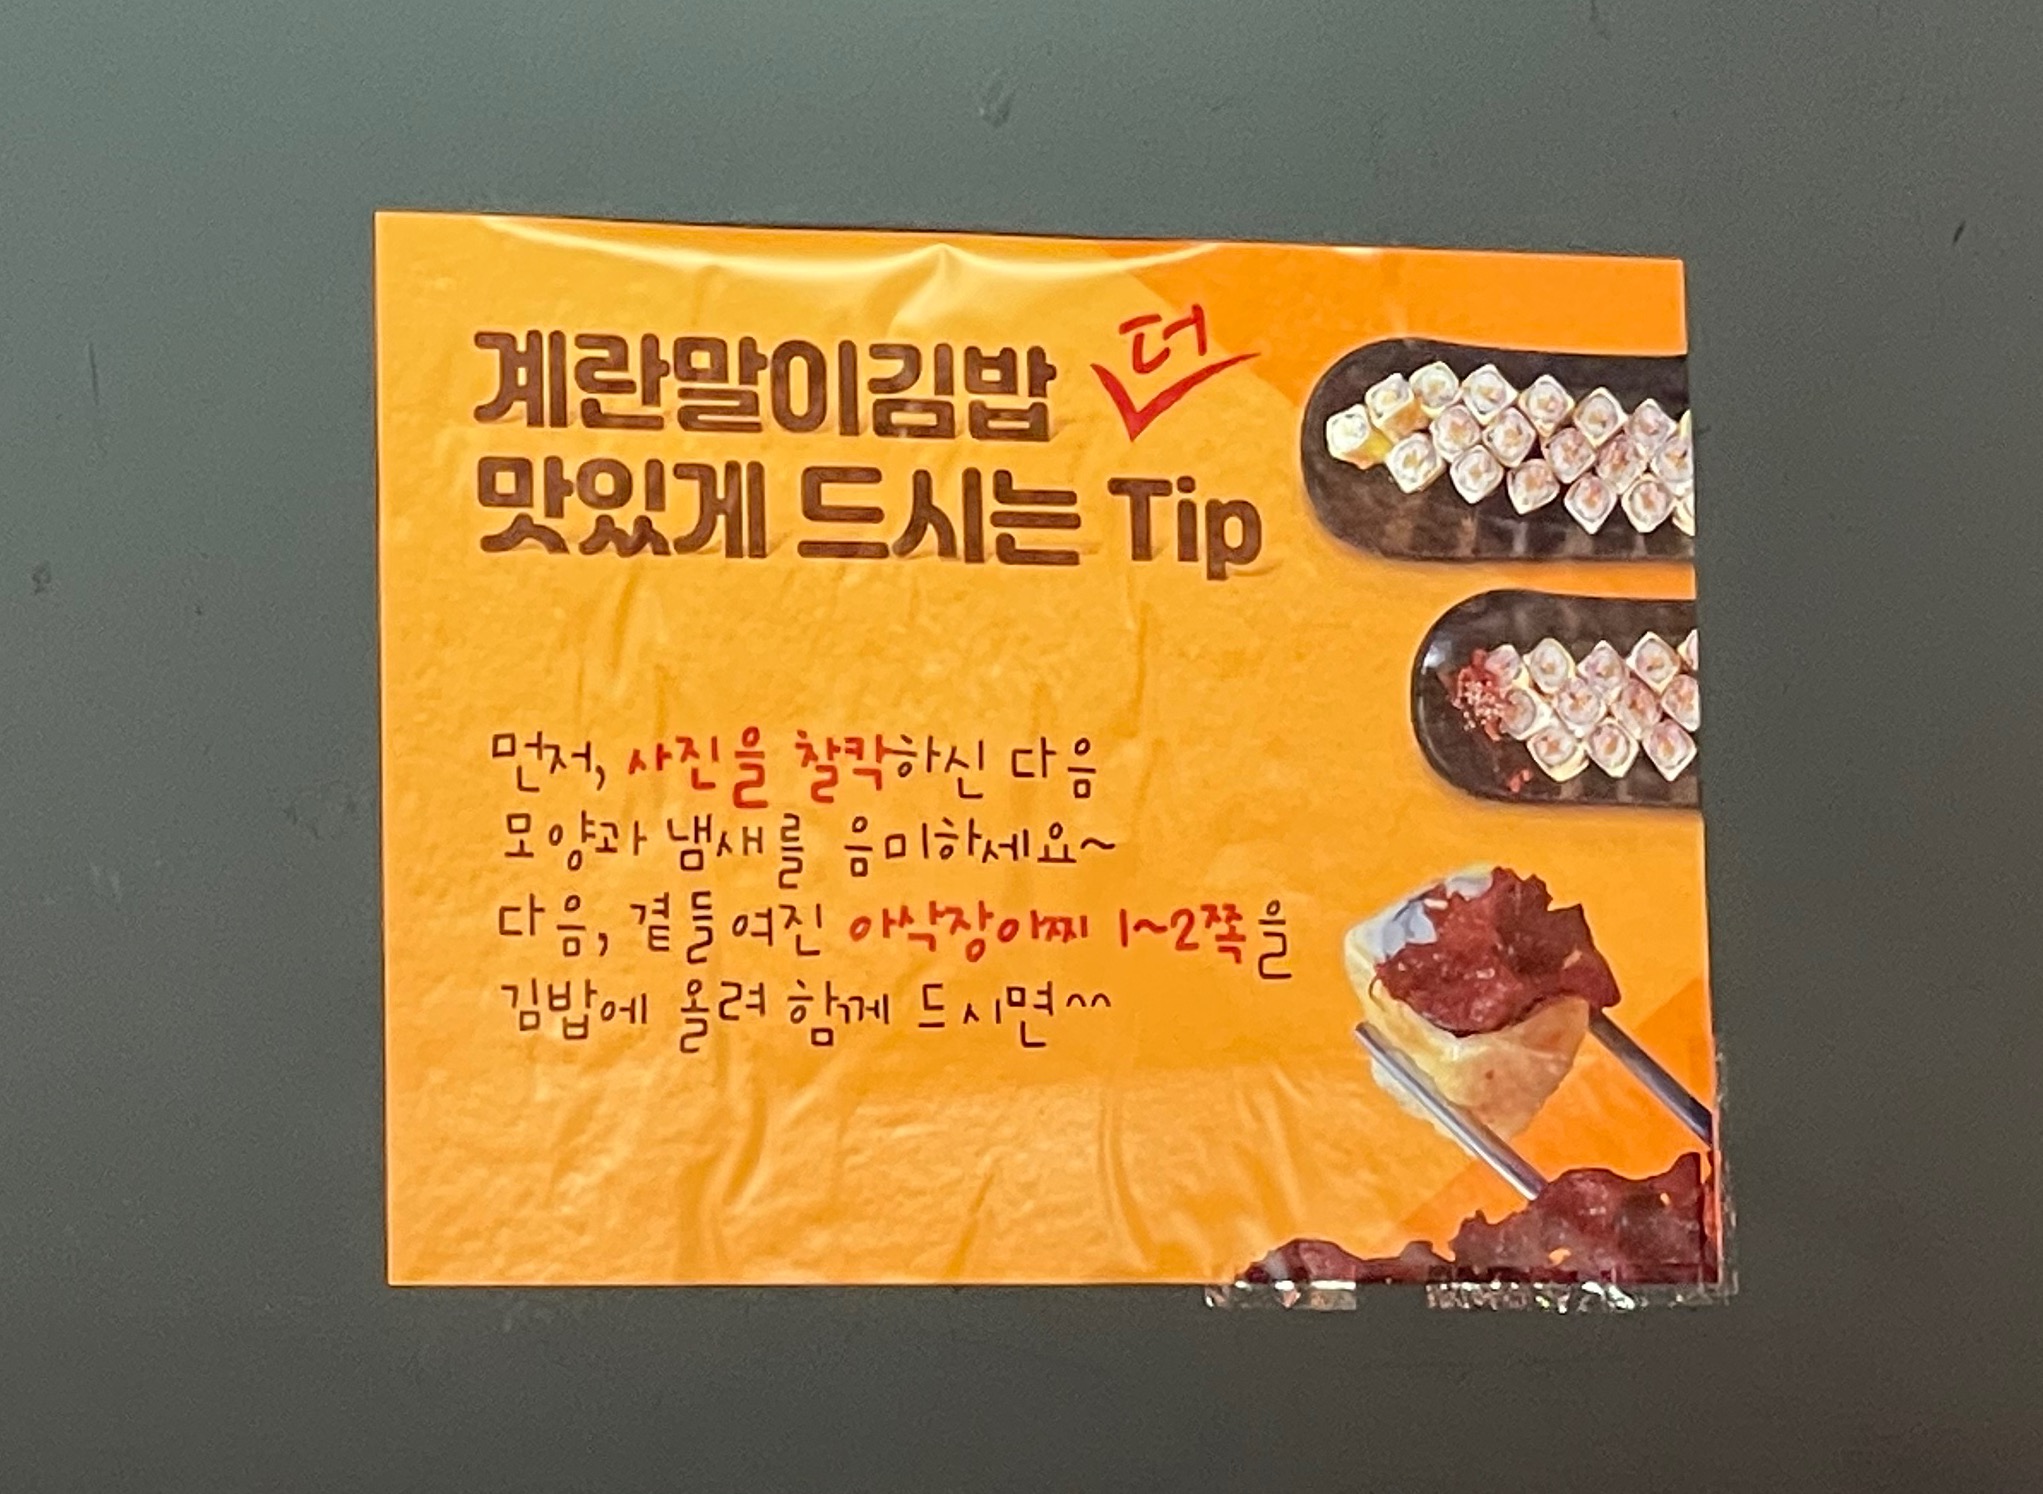 계란말이김밥 더
맛있게 드시는 Tip
먼저, 사진을 찰칵하신 다음
모양과 냄새를 음미하세요~
다음, 곁들여진 아삭장아찌 1~2쪽을
김밥에 올려 함께 드시면^^